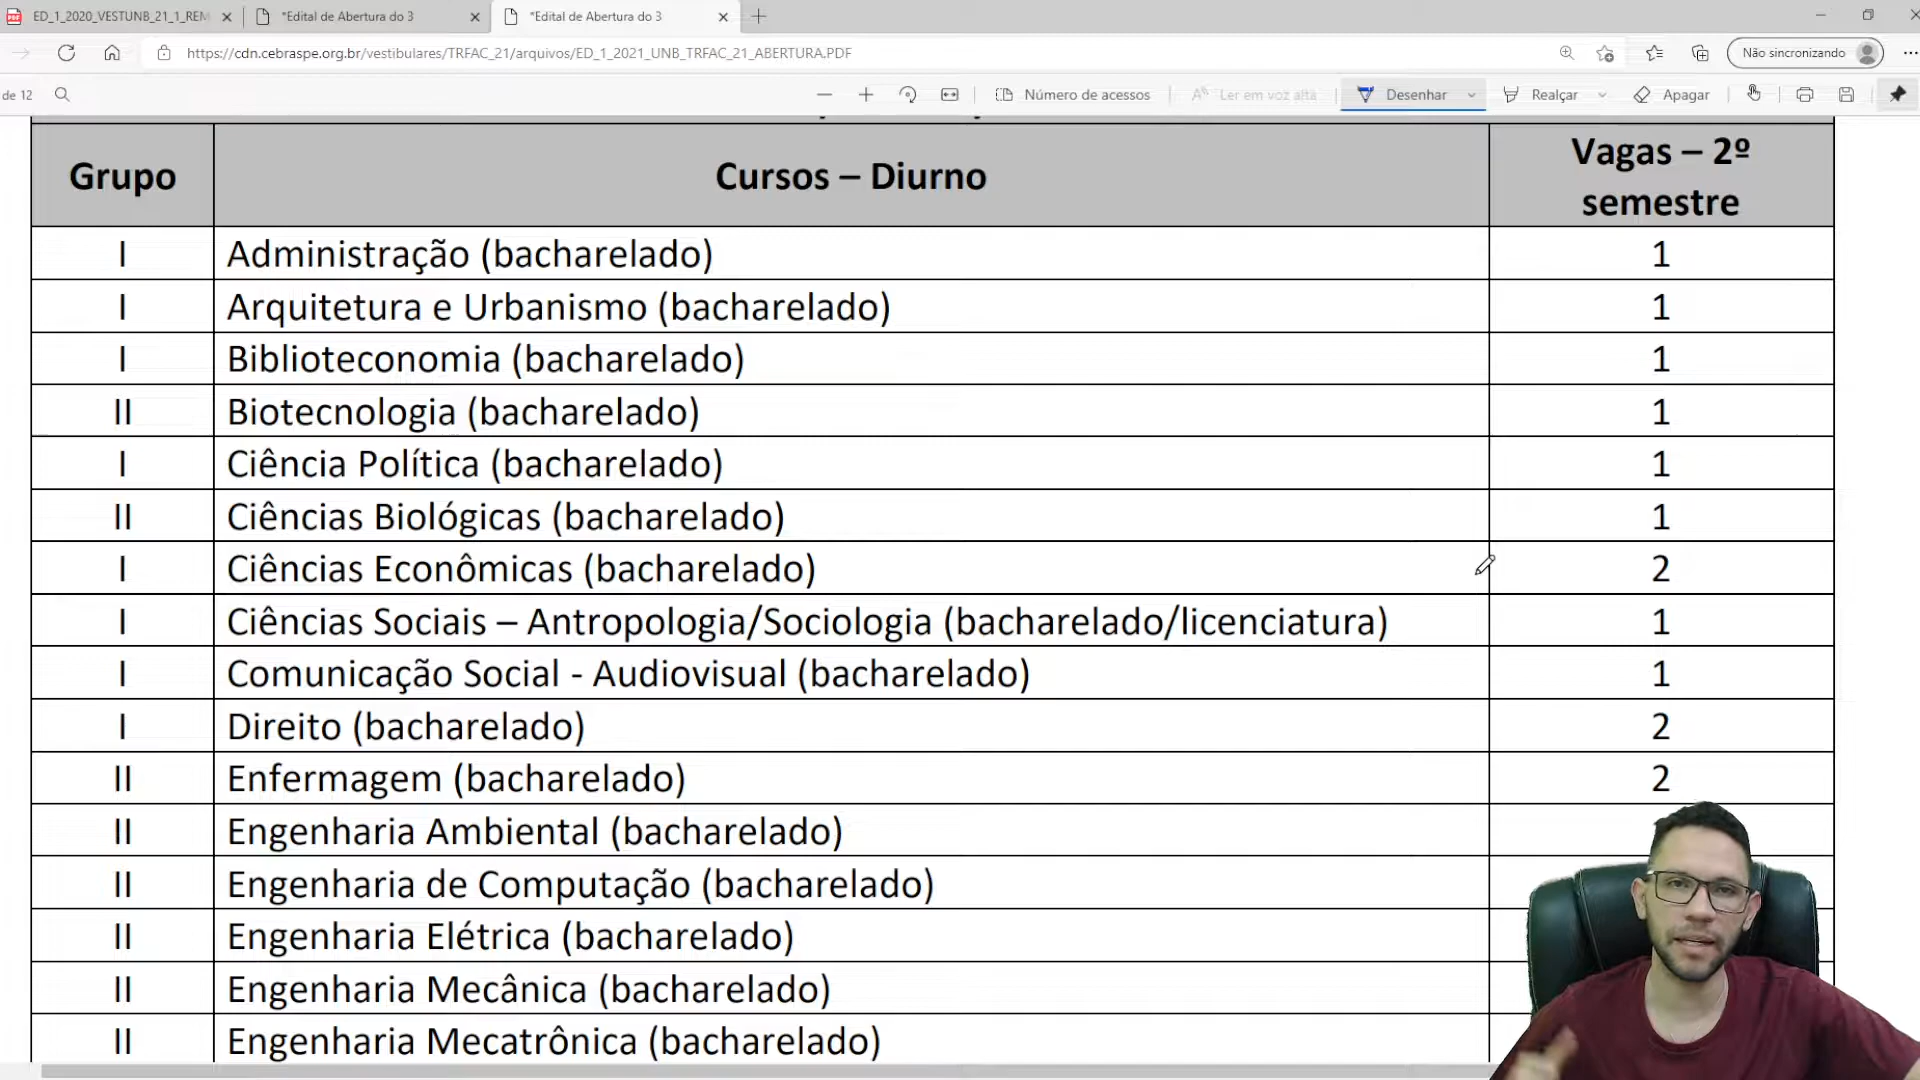 ED_1_2020_VESTUNB_21_1_REM
*Edital de Abertura do 3
*Edital de Abertura do 3
https://cdn.cebraspe.org.br/vestibulares/TRFAC_21/arquivos/ED_1_2021_UNB_TRFAC_21_ABERTURA.PDF
Não sincronizando
de 12
Número de acessos
Ler em voz alta
Desenhar
Realçar
Apagar
Grupo Cursos – Diurno Vagas – 2º
semestre
I Administração (bacharelado) 1
I Arquitetura e Urbanismo (bacharelado) 1
I Biblioteconomia (bacharelado) 1
II Biotecnologia (bacharelado) 1
I Ciência Política (bacharelado) 1
II Ciências Biológicas (bacharelado) 1
I Ciências Econômicas (bacharelado) 2
I Ciências Sociais – Antropologia/Sociologia (bacharelado/licenciatura) 1
I Comunicação Social - Audiovisual (bacharelado) 1
I Direito (bacharelado) 2
II Enfermagem (bacharelado) 2
II Engenharia Ambiental (bacharelado)
II Engenharia de Computação (bacharelado)
II Engenharia Elétrica (bacharelado)
II Engenharia Mecânica (bacharelado)
II Engenharia Mecatrônica (bacharelado)